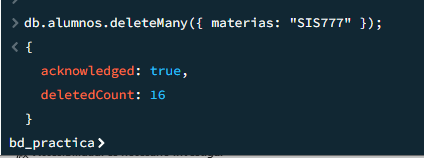 > db.alumnos.deleteMany({ materias: "SIS777" });
< {
acknowledged: true,
deletedCount: 16
}
bd_practica>